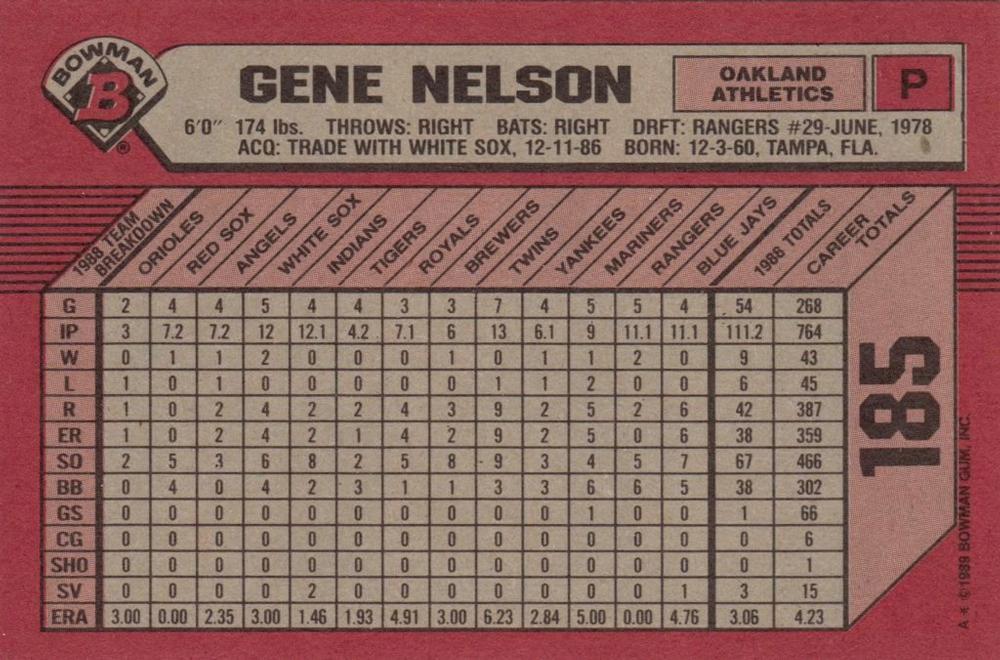 BOWMAN
B
®
GENE NELSON
OAKLAND
ATHLETICS
P
6'0" 174 lbs. THROWS: RIGHT BATS: RIGHT DRFT: RANGERS #29-JUNE, 1978
ACQ: TRADE WITH WHITE SOX, 12-11-86 BORN: 12-3-60, TAMPA, FLA.
1988 TEAM BREAKDOWN ORIOLES RED SOX ANGELS WHITE SOX INDIANS TIGERS ROYALS BREWERS TWINS YANKEES MARINERS RANGERS BLUE JAYS 1988 TOTALS CAREER TOTALS
G 2 4 4 5 4 4 3 3 7 4 5 5 4 54 268
IP 3 7.2 7.2 12 12.1 4.2 7.1 6 13 6.1 9 11.1 11.1 111.2 764
W 0 1 1 2 0 0 0 1 0 1 1 2 0 9 43
L 1 0 1 0 0 0 0 0 1 1 2 0 0 6 45
R 1 0 2 4 2 2 4 3 9 2 5 2 6 42 387
ER 1 0 2 4 2 1 4 2 9 2 5 0 6 38 359
SO 2 5 3 6 8 2 5 8 9 3 4 5 7 67 466
BB 0 4 0 4 2 3 1 1 3 3 6 6 5 38 302
GS 0 0 0 0 0 0 0 0 0 0 1 0 0 1 66
CG 0 0 0 0 0 0 0 0 0 0 0 0 0 0 6
SHO 0 0 0 0 0 0 0 0 0 0 0 0 0 0 1
SV 0 0 0 0 2 0 0 0 0 0 0 0 1 3 15
ERA 3.00 0.00 2.35 3.00 1.46 1.93 4.91 3.00 6.23 2.84 5.00 0.00 4.76 3.06 4.23
185
A ** ©1989 BOWMAN GUM, INC.